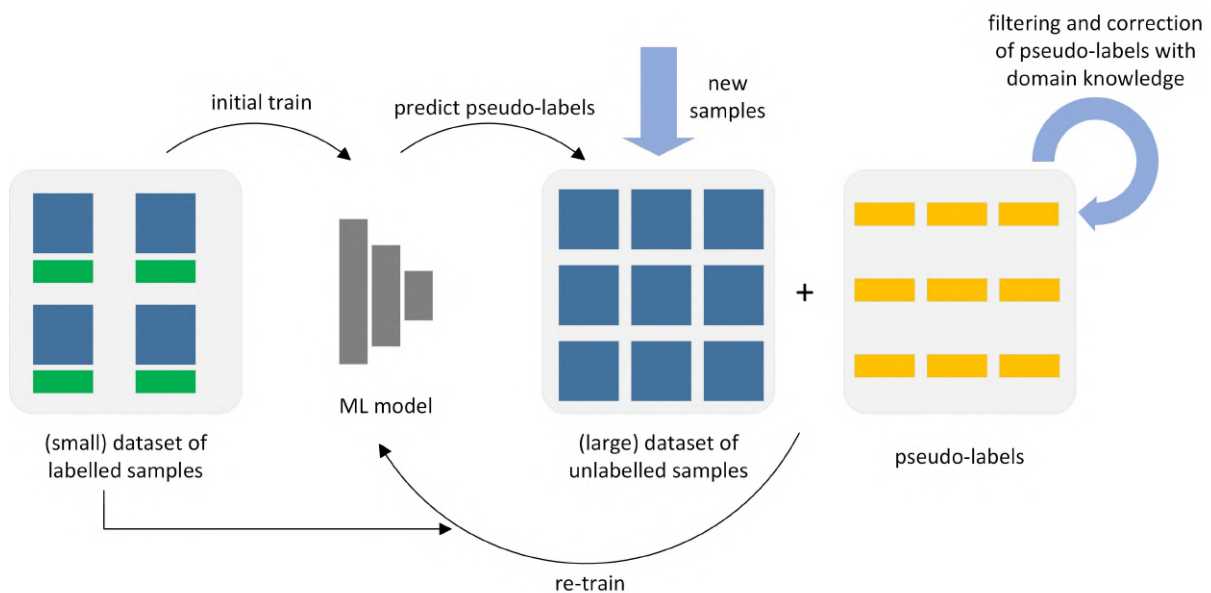 filtering and correction
of pseudo-labels with
domain knowledge
initial train
predict pseudo-labels
new
samples
+
ML model
(small) dataset of
labelled samples
(large) dataset of
unlabelled samples
pseudo-labels
re-train